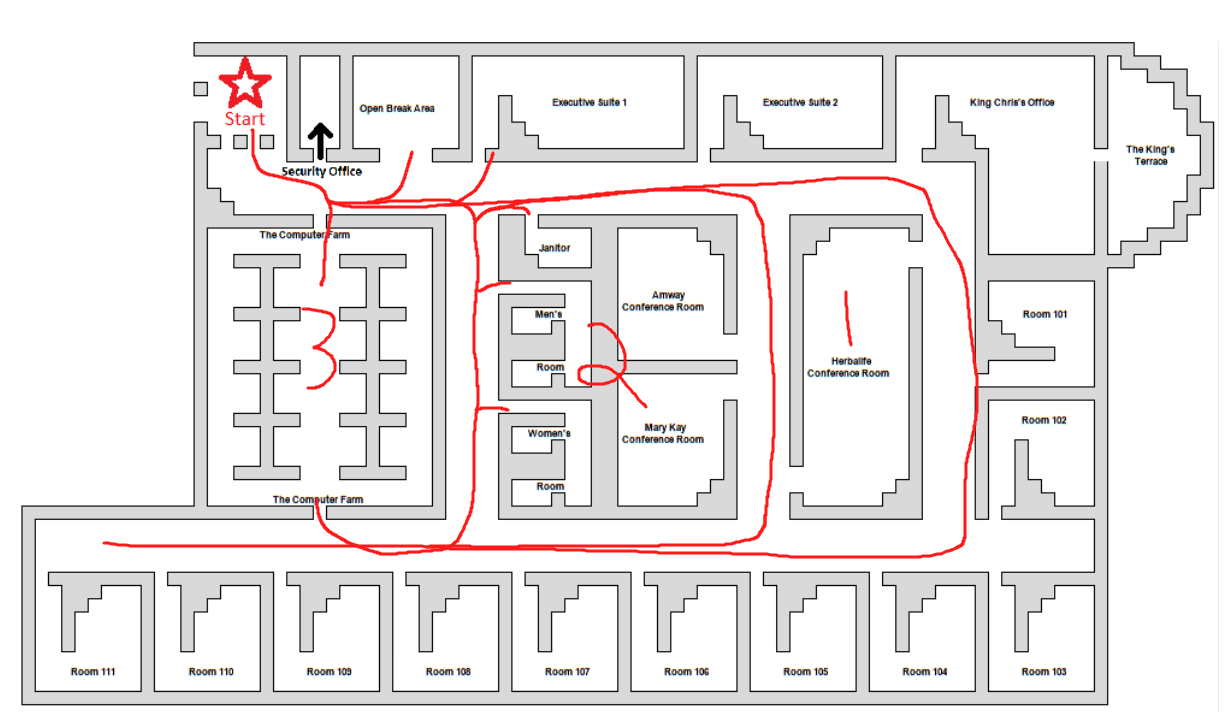 Start
Security Office
Open Break Area
Executive Suite 1
Executive Suite 2
King Chris's Office
The King's
Terrace
The Computer Farm
Janitor
Men's
Room
Women's
Room
Amway
Conference Room
Mary Kay
Conference Room
Herbalife
Conference Room
Room 101
Room 102
3
2
1
The Computer Farm
Room 111
Room 110
Room 109
Room 108
Room 107
Room 106
Room 105
Room 104
Room 103